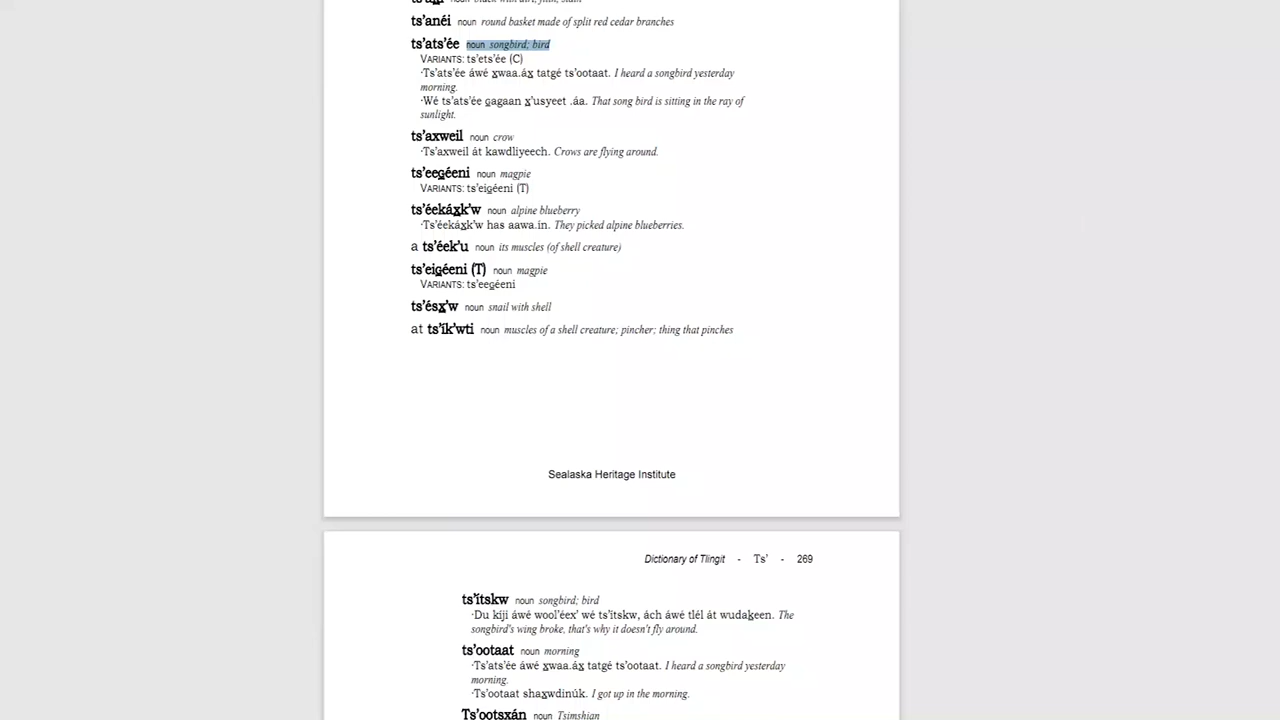 noun black with dirt, filth, stain
ts'anéi noun round basket made of split red cedar branches
ts'ats'ée noun songbird; bird
VARIANTS: ts'ets'ée (C)
·Ts'ats'ée áwé x̲waa.áx̲ tatgé ts'ootaat. I heard a songbird yesterday
morning.
·Wé ts'ats'ée g̲agaan x̲'usyeet .áa. That song bird is sitting in the ray of
sunlight.
ts'axweil noun crow
·Ts'axweil át kawdliyeech. Crows are flying around.
ts'eeg̲éeni noun magpie
VARIANTS: ts'eig̲éeni (T)
ts'éekáx̲k'w noun alpine blueberry
·Ts'éekáx̲k'w has aawa.ín. They picked alpine blueberries.
a ts'éek'u noun its muscles (of shell creature)
ts'eig̲éeni (T) noun magpie
VARIANTS: ts'eeg̲éeni
ts'ésx̲'w noun snail with shell
at ts'ík'wti noun muscles of a shell creature; pincher; thing that pinches
Sealaska Heritage Institute
Dictionary of Tlingit - Ts' - 269
ts'ítskw noun songbird; bird
·Du kíji áwé wool'éex' wé ts'ítskw, ách áwé tlél át wudak̲een. The
songbird's wing broke, that's why it doesn't fly around.
ts'ootaat noun morning
·Ts'ats'ée áwé x̲waa.áx̲ tatgé ts'ootaat. I heard a songbird yesterday
morning.
·Ts'ootaat shax̲wdinúk. I got up in the morning.
Ts'ootsxán noun Tsimshian